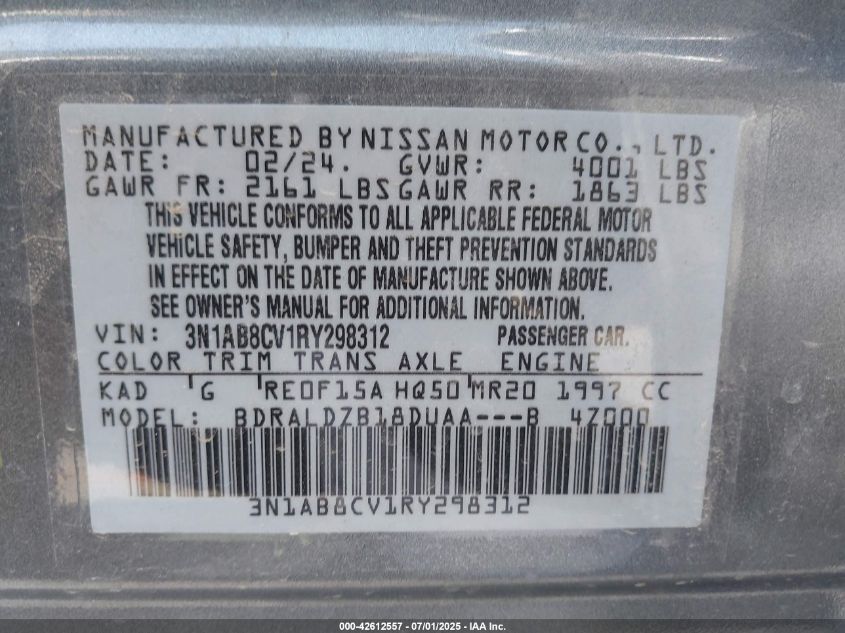 MANUFACTURED BY NISSAN MOTOR CO., LTD.
DATE: 02/24. GVWR: 4001 LBS
GAWR FR: 2161 LBS GAWR RR: 1863 LBS
THIS VEHICLE CONFORMS TO ALL APPLICABLE FEDERAL MOTOR
VEHICLE SAFETY, BUMPER AND THEFT PREVENTION STANDARDS
IN EFFECT ON THE DATE OF MANUFACTURE SHOWN ABOVE.
SEE OWNER'S MANUAL FOR ADDITIONAL INFORMATION.
VIN: 3N1AB8CV1RY298312 PASSENGER CAR.
COLOR TRIM TRANS AXLE ENGINE
KAD G RE0F15A HQ50 MR20 1997 CC
MODEL: BDRALDZB18DUAA---B 4Z000
3N1AB8CV1RY298312
000-42612557 - 07/01/2025 - IAA Inc.